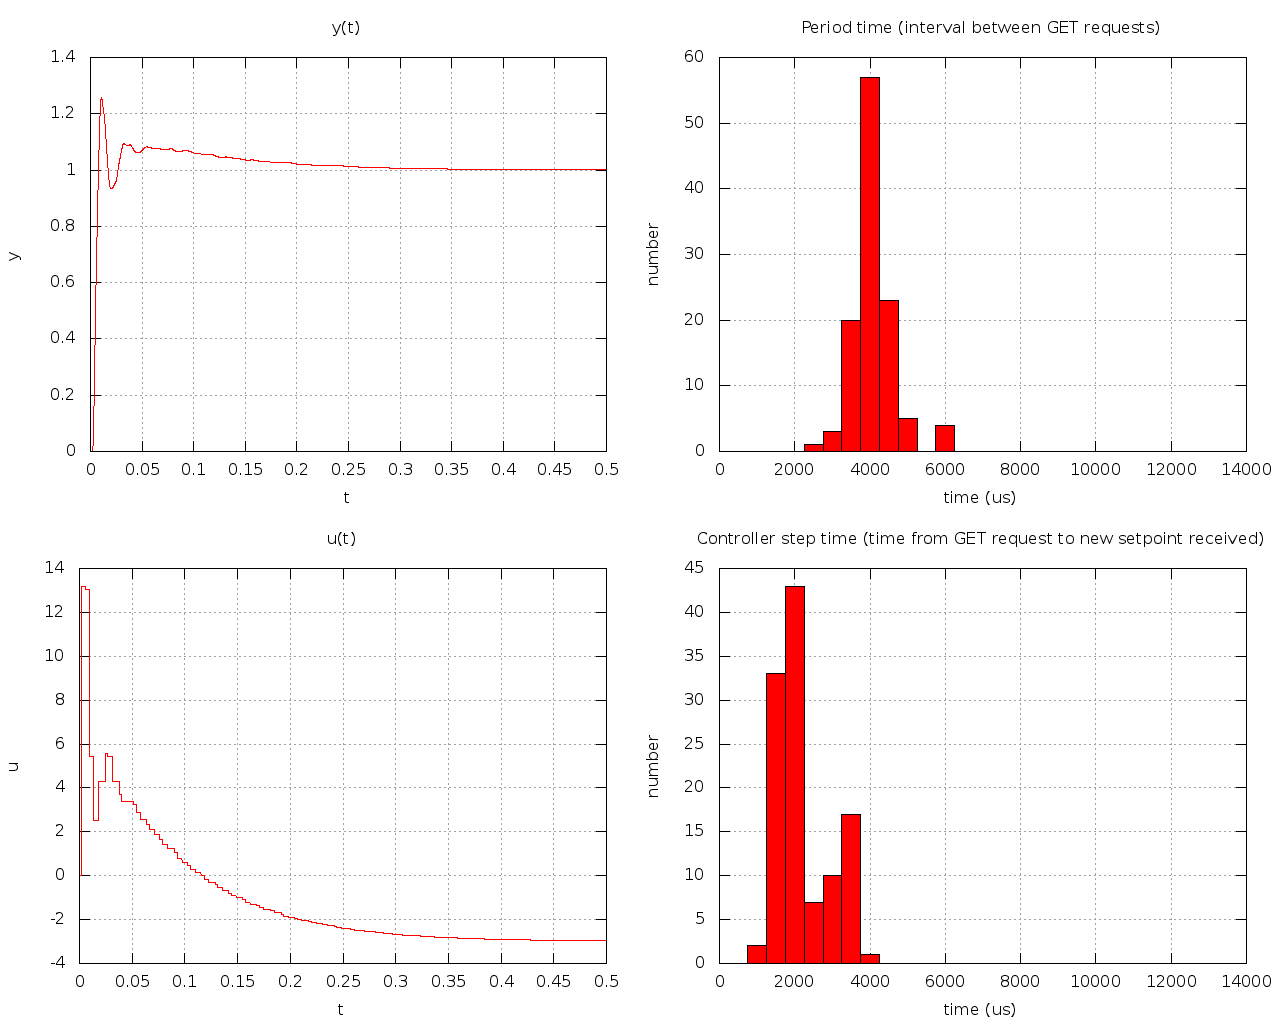 y(t)
1.4
1.2
1
0.8
0.6
0.4
0.2
0
y
0 0.05 0.1 0.15 0.2 0.25 0.3 0.35 0.4 0.45 0.5
t
Period time (interval between GET requests)
60
50
40
30
20
10
0
number
0 2000 4000 6000 8000 10000 12000 14000
time (us)
u(t)
14
12
10
8
6
4
2
0
-2
-4
u
0 0.05 0.1 0.15 0.2 0.25 0.3 0.35 0.4 0.45 0.5
t
Controller step time (time from GET request to new setpoint received)
45
40
35
30
25
20
15
10
5
0
number
0 2000 4000 6000 8000 10000 12000 14000
time (us)